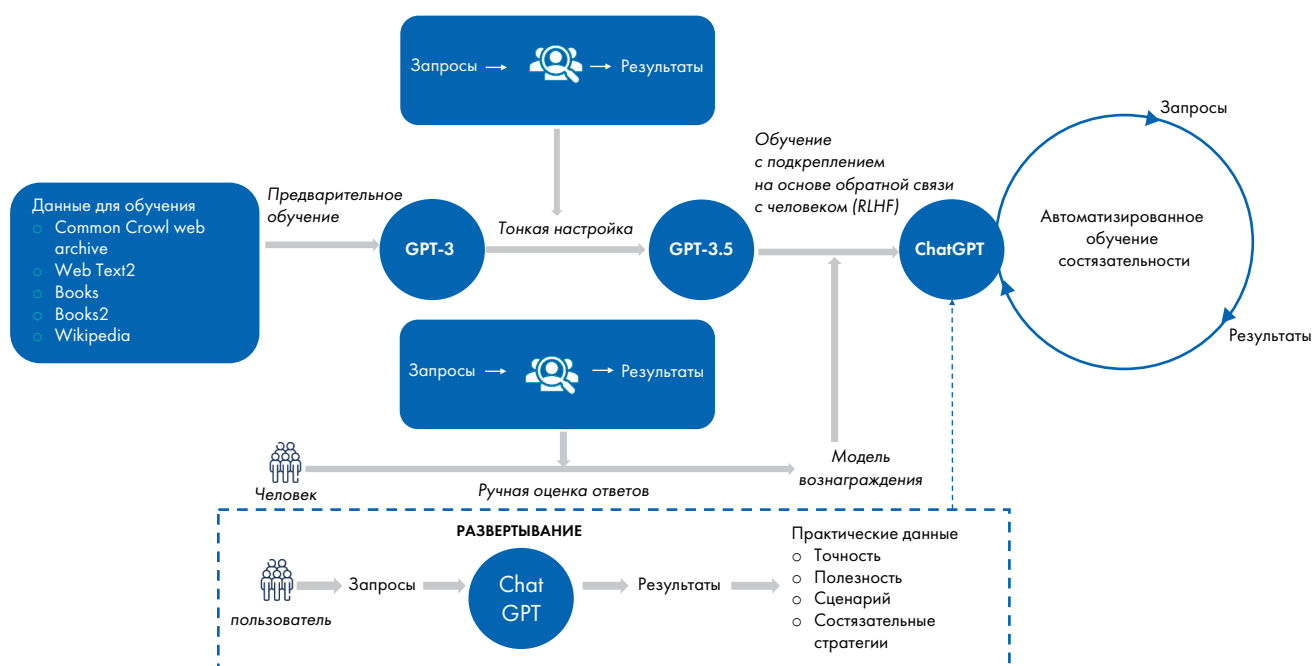 Запросы → Результаты
Данные для обучения
Common Crowl web
archive
Web Text2
Books
Books2
Wikipedia
Предварительное
обучение
GPT-3
Тонкая настройка
GPT-3.5
Обучение
с подкреплением
на основе обратной связи
с человеком (RLHF)
ChatGPT
Запросы
Автоматизированное
обучение
состязательности
Результаты
Запросы → Результаты
Человек
Ручная оценка ответов
Модель
вознаграждения
РАЗВЕРТЫВАНИЕ
пользователь
Запросы
Chat
GPT
Результаты
Практические данные
Точность
Полезность
Сценарий
Состязательные
стратегии